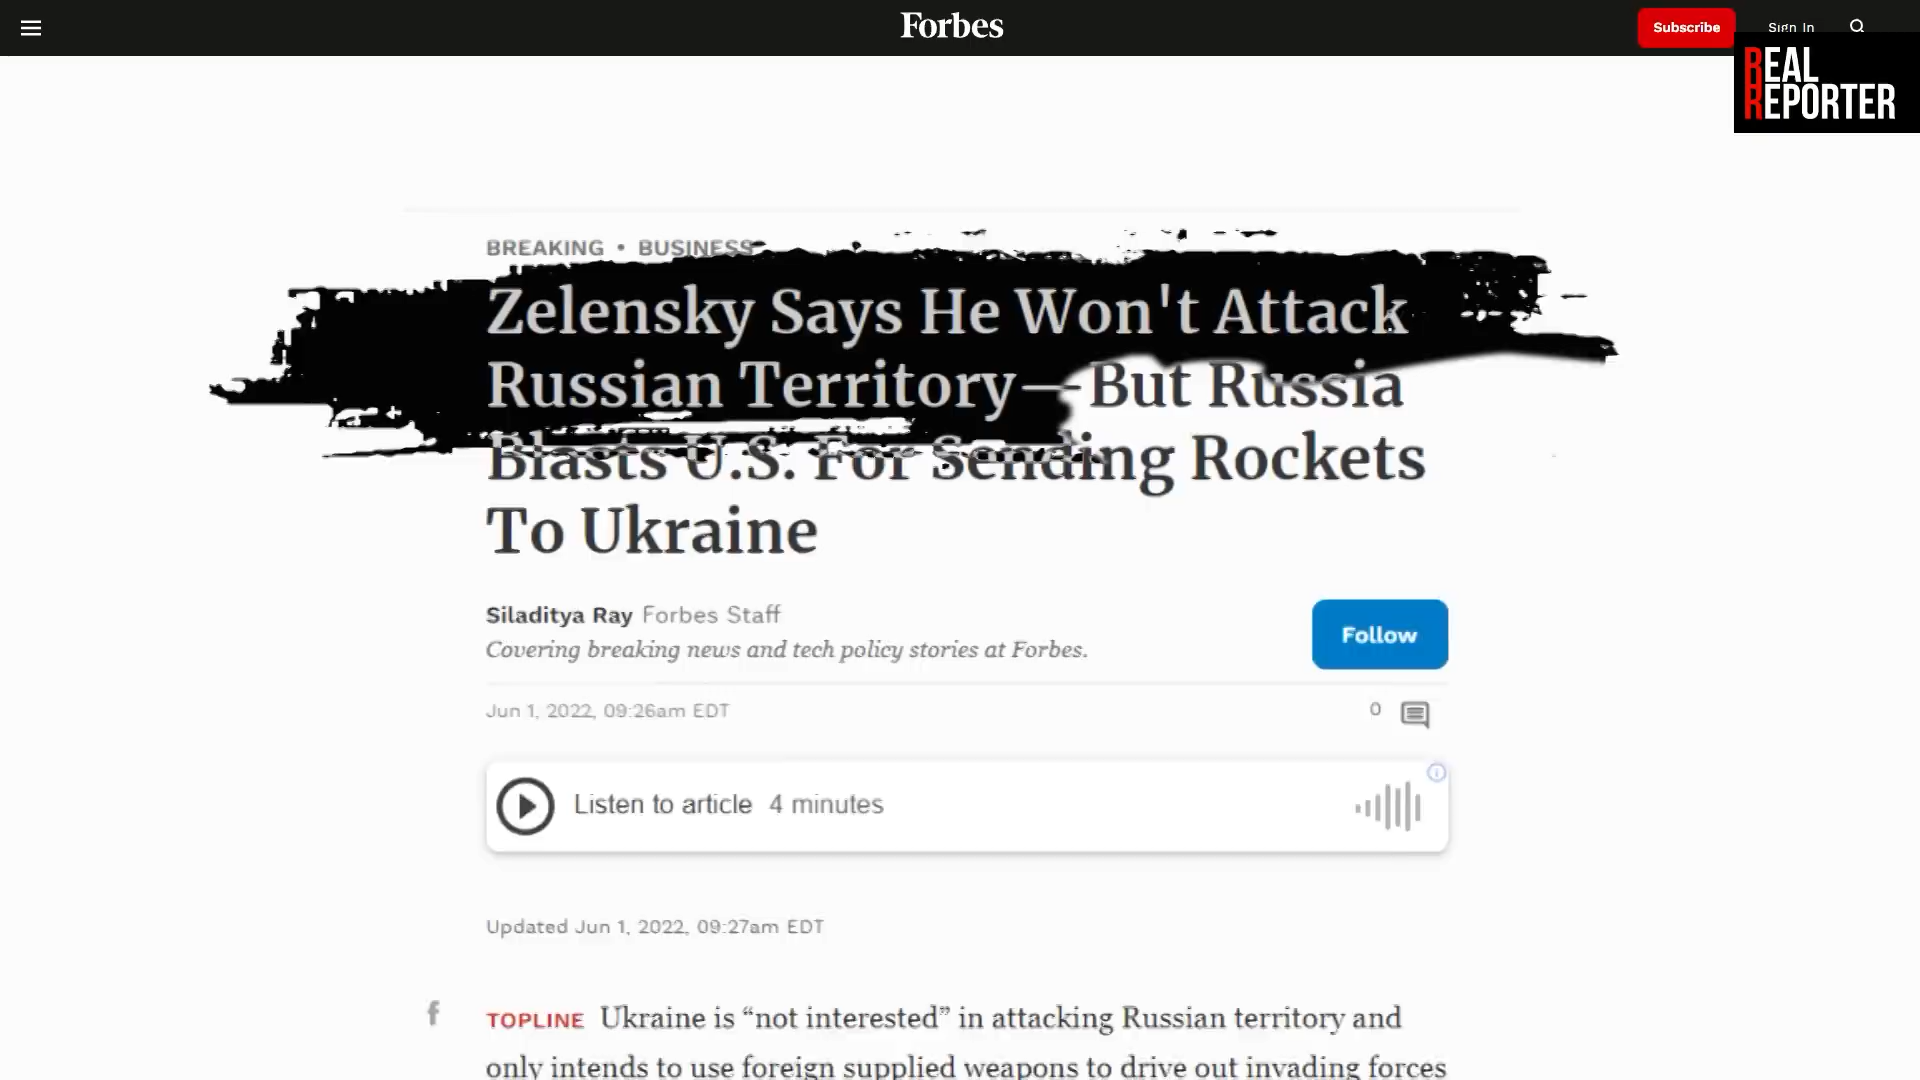 Forbes
Subscribe
Sign In
REAL
REPORTER
BREAKING • BUSINESS
Zelensky Says He Won't Attack
Russian Territory—But Russia
Blasts U.S. For Sending Rockets
To Ukraine
Siladitya Ray Forbes Staff
Follow
Covering breaking news and tech policy stories at Forbes.
Jun 1, 2022, 09:26am EDT
0
Listen to article 4 minutes
Updated Jun 1, 2022, 09:27am EDT
f
TOPLINE Ukraine is “not interested” in attacking Russian territory and
only intends to use foreign supplied weapons to drive out invading forces